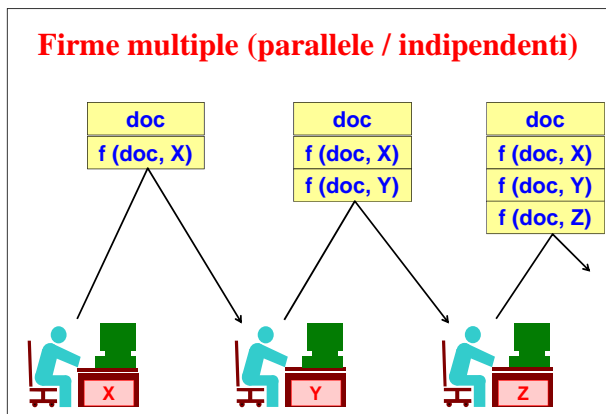 Firme multiple (parallele / indipendenti)
doc
f (doc, X)
doc
f (doc, X)
f (doc, Y)
doc
f (doc, X)
f (doc, Y)
f (doc, Z)
X
Y
Z